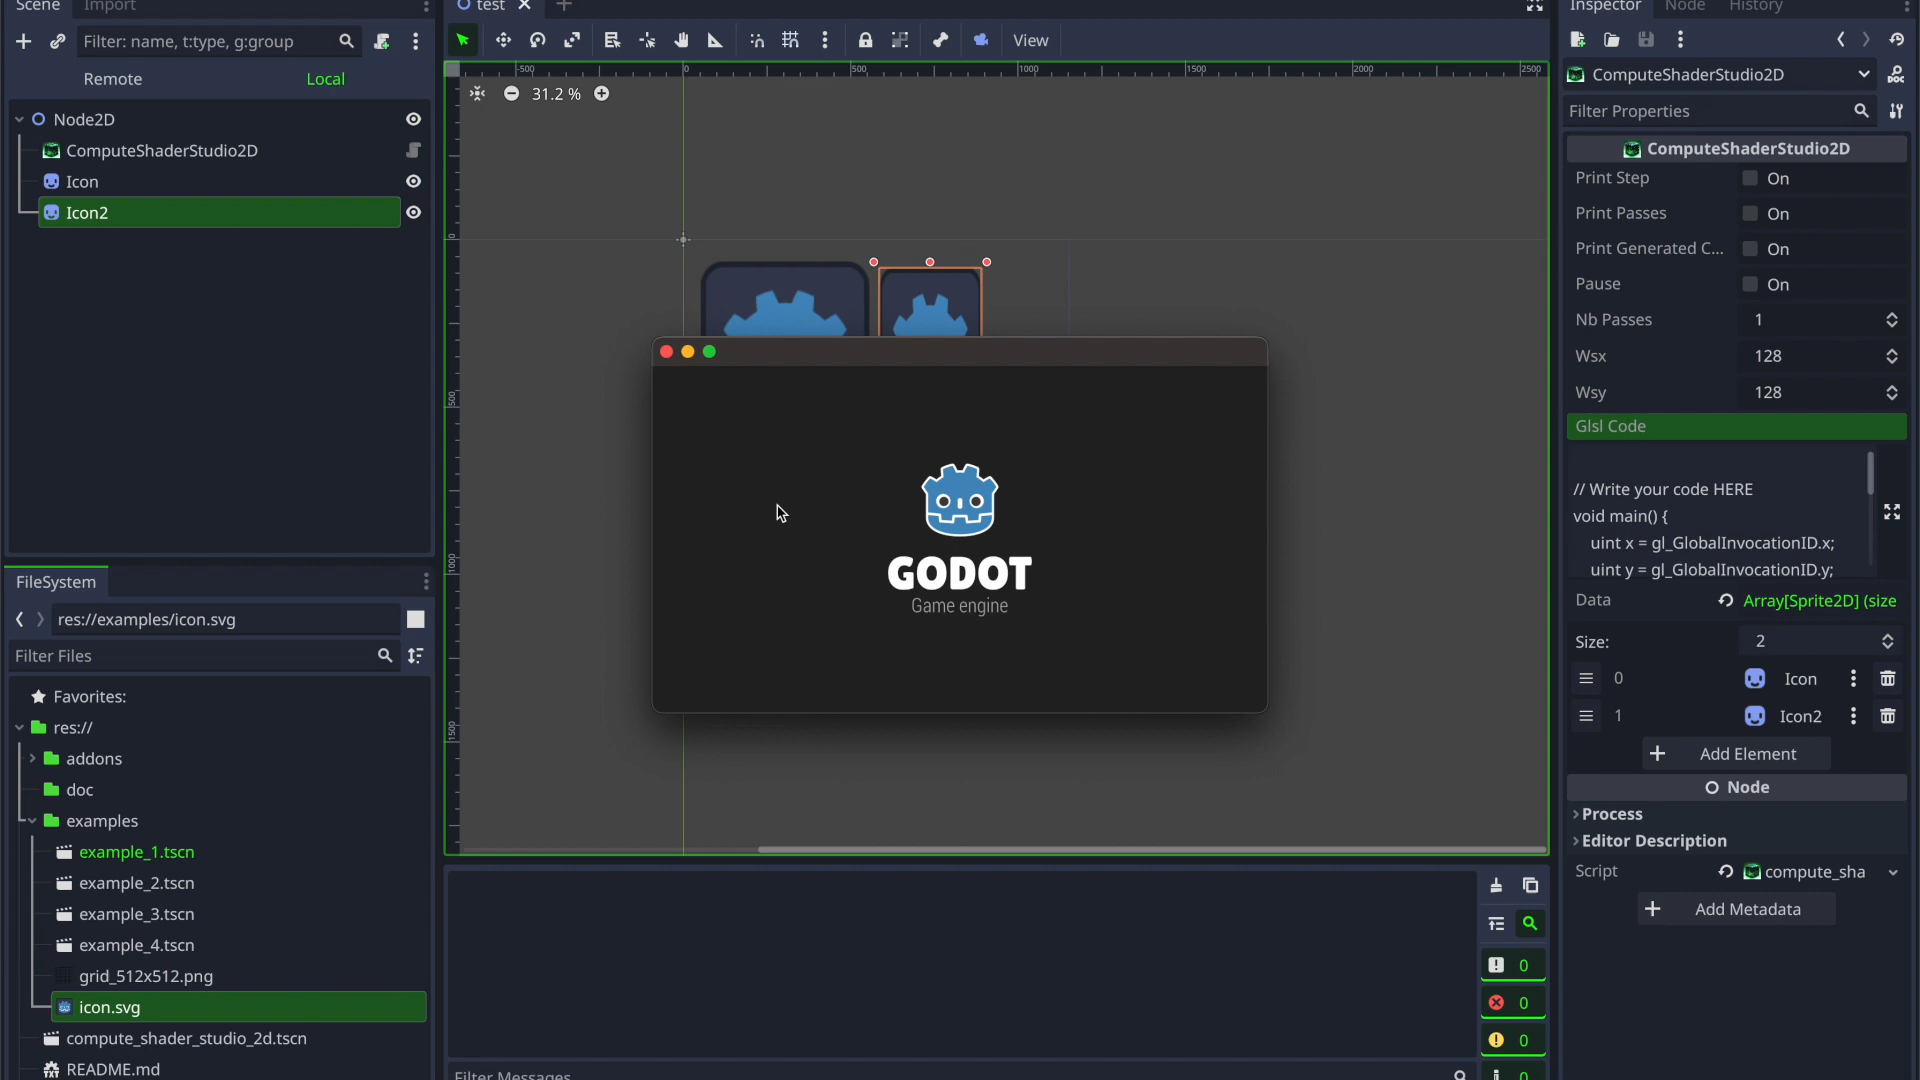 Scene
Import
Filter: name, t:type, g:group
Remote
Local
Node2D
ComputeShaderStudio2D
Icon
Icon2
FileSystem
res://examples/icon.svg
Filter Files
Favorites:
res://
addons
doc
examples
example_1.tscn
example_2.tscn
example_3.tscn
example_4.tscn
grid_512x512.png
icon.svg
compute_shader_studio_2d.tscn
README.md
test
View
-500
0
500
1000
1500
2000
2500
31.2 %
0
500
1000
1500
GODOT
Game engine
0
0
0
0
Filter Messages
Inspector
Node
History
ComputeShaderStudio2D
DOC
Filter Properties
ComputeShaderStudio2D
Print Step
On
Print Passes
On
Print Generated C...
On
Pause
On
Nb Passes
1
Wsx
128
Wsy
128
Glsl Code
// Write your code HERE
void main() {
uint x = gl_GlobalInvocationID.x;
uint y = gl_GlobalInvocationID.y;
Data
Array[Sprite2D] (size
Size:
2
0
Icon
1
Icon2
Add Element
Node
Process
Editor Description
Script
compute_sha
Add Metadata